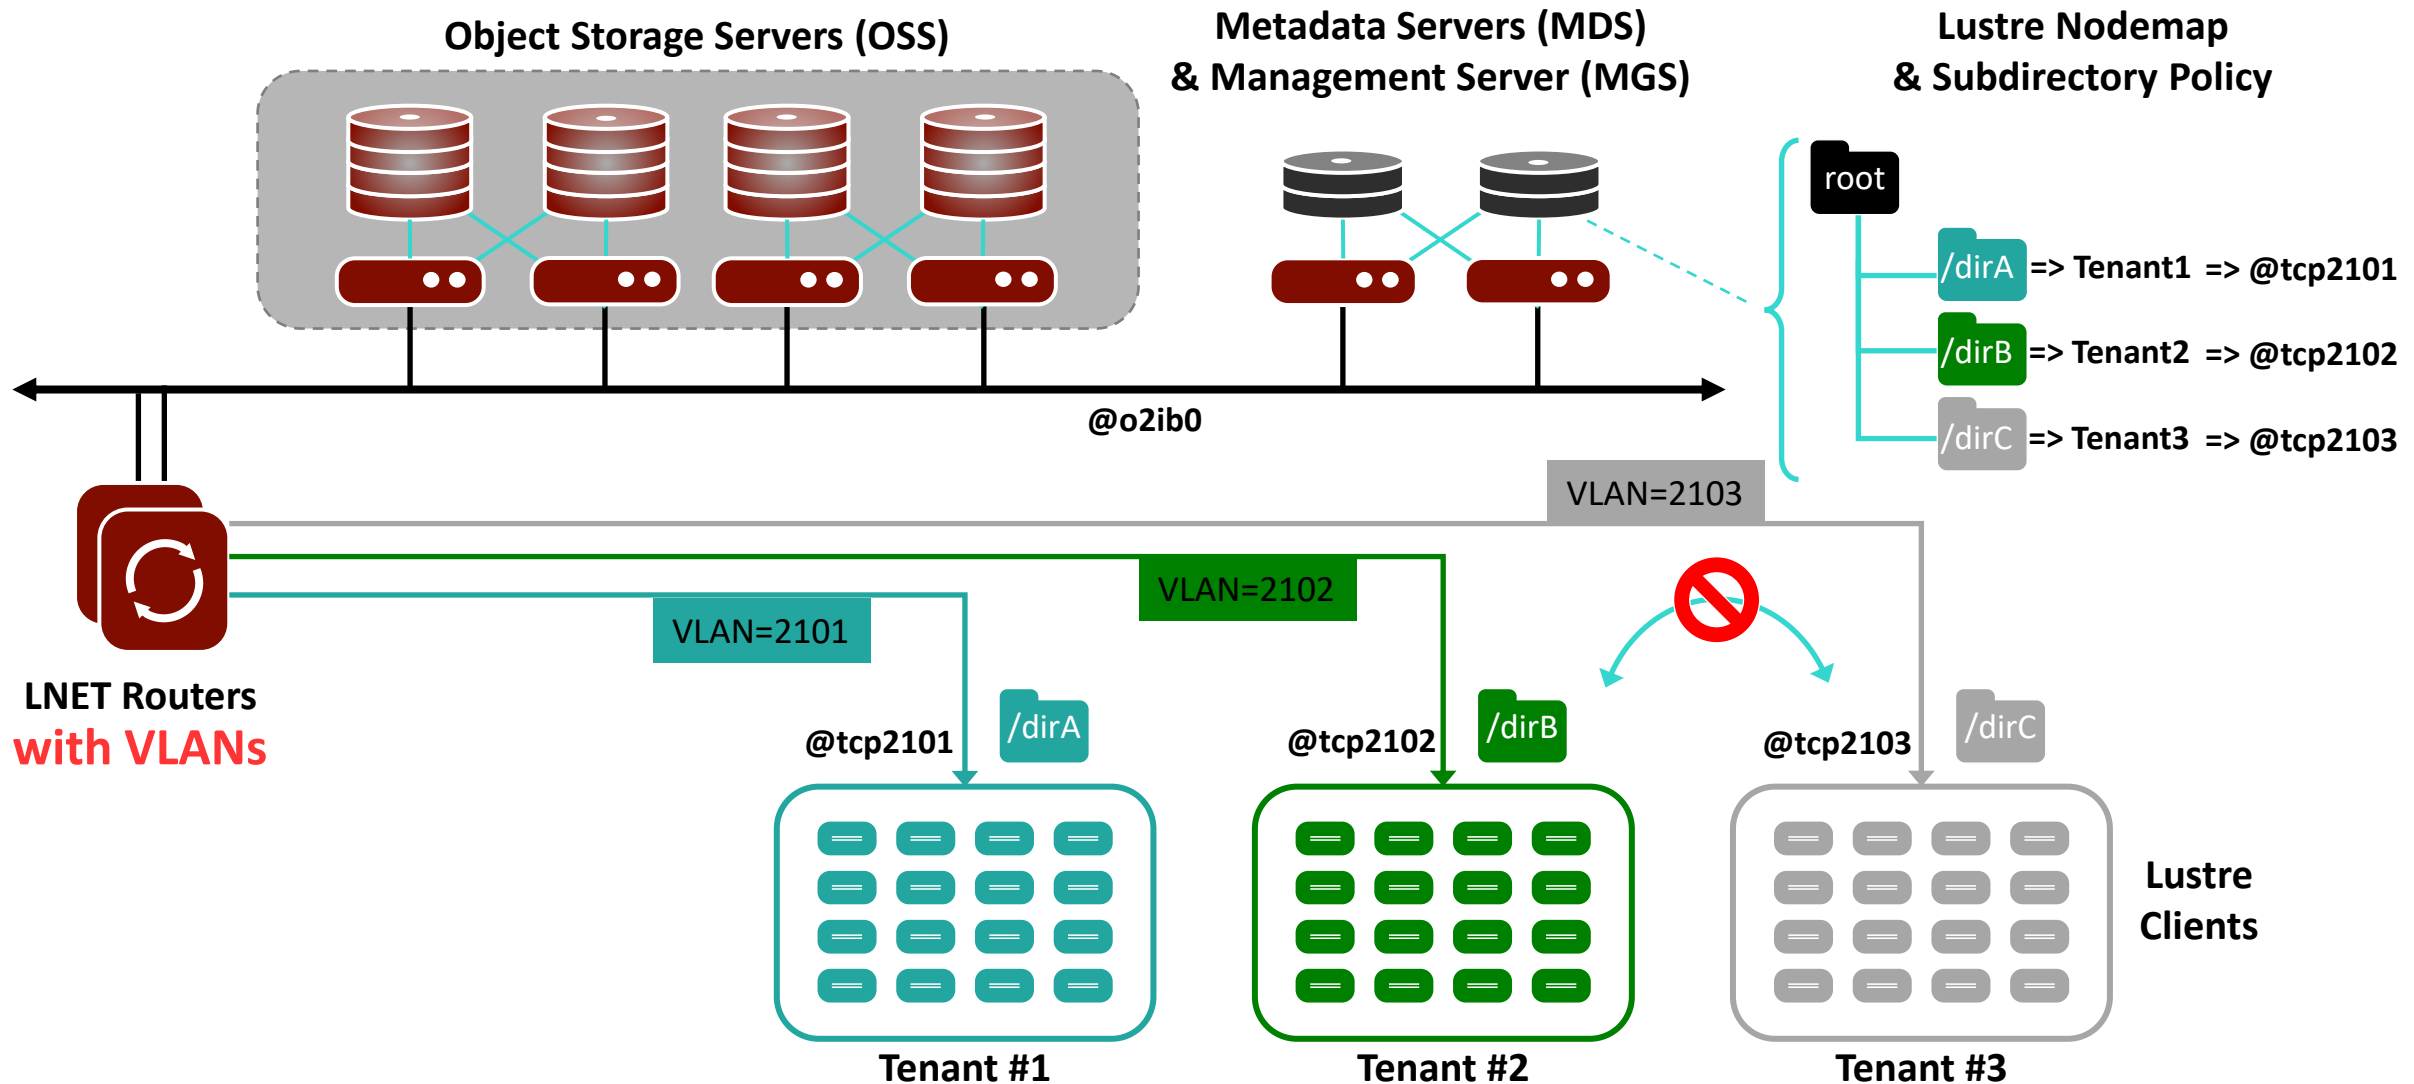 Object Storage Servers (OSS)
Metadata Servers (MDS)
& Management Server (MGS)
Lustre Nodemap
& Subdirectory Policy
root
/dirA => Tenant1 => @tcp2101
/dirB => Tenant2 => @tcp2102
/dirC => Tenant3 => @tcp2103
@o2ib0
VLAN=2103
VLAN=2102
VLAN=2101
LNET Routers
with VLANs
@tcp2101
/dirA
@tcp2102
/dirB
@tcp2103
/dirC
Lustre
Clients
Tenant #1
Tenant #2
Tenant #3